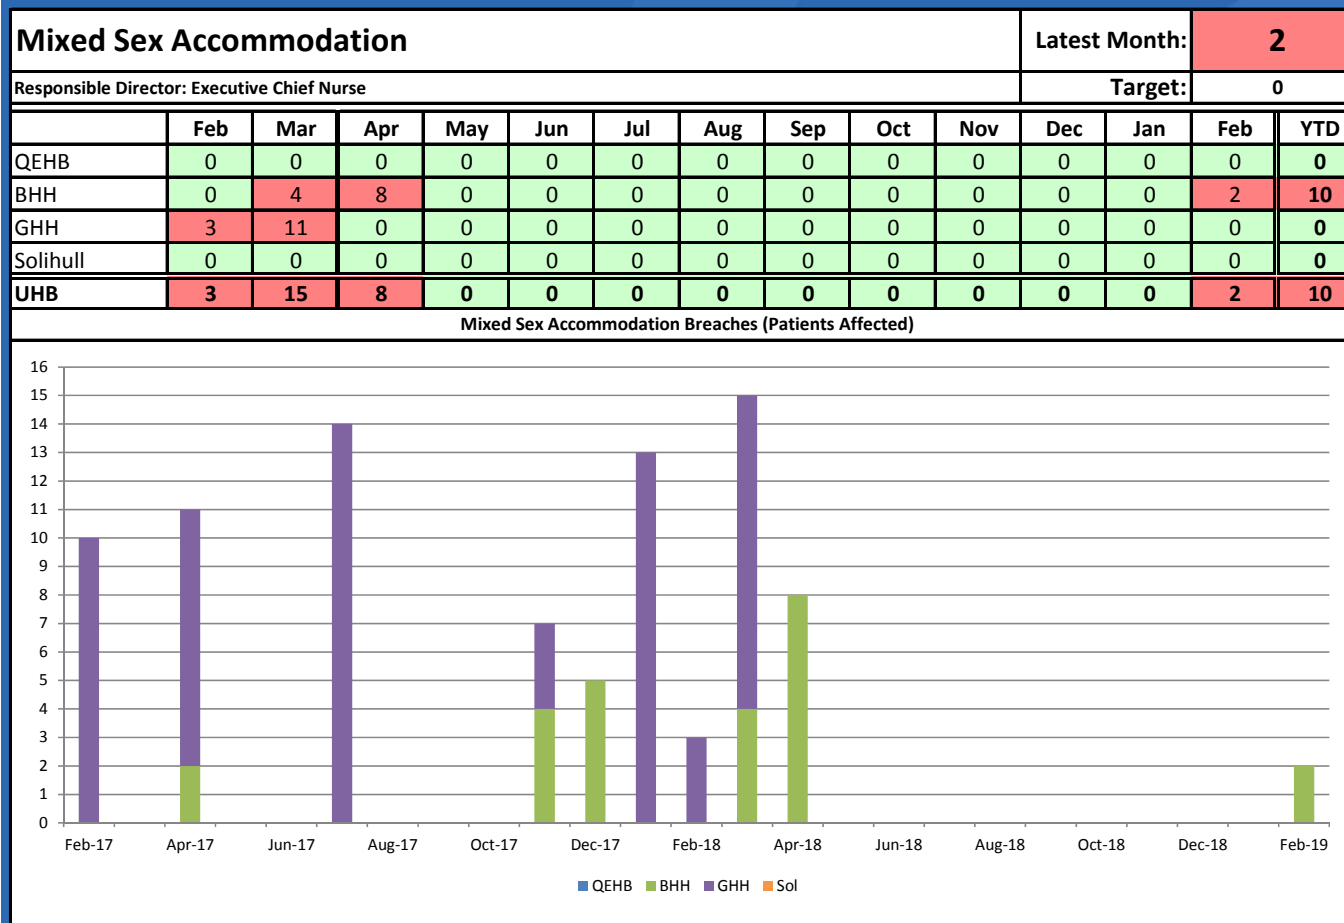 Mixed Sex Accommodation Latest Month: 2
Responsible Director: Executive Chief Nurse Target: 0
Feb Mar Apr May Jun Jul Aug Sep Oct Nov Dec Jan Feb YTD
QEHB 0 0 0 0 0 0 0 0 0 0 0 0 0 0
BHH 0 4 8 0 0 0 0 0 0 0 0 0 2 10
GHH 3 11 0 0 0 0 0 0 0 0 0 0 0 0
Solihull 0 0 0 0 0 0 0 0 0 0 0 0 0 0
UHB 3 15 8 0 0 0 0 0 0 0 0 0 2 10
Mixed Sex Accommodation Breaches (Patients Affected)
16
15
14
13
12
11
10
9
8
7
6
5
4
3
2
1
0
Feb-17 Apr-17 Jun-17 Aug-17 Oct-17 Dec-17 Feb-18 Apr-18 Jun-18 Aug-18 Oct-18 Dec-18 Feb-19
QEHB BHH GHH Sol